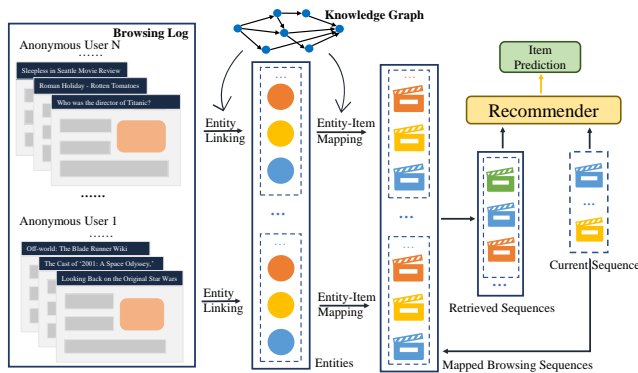 Browsing Log
Anonymous User N
Sleepless in Seattle Movie Review
Roman Holiday - Rotten Tomatoes
Who was the director of Titanic?
......
Anonymous User 1
Off-world: The Blade Runner Wiki
The Cast of ‘2001: A Space Odyssey,’
Looking Back on the Original Star Wars
Knowledge Graph
Entity
Linking
Entity
Linking
...
...
...
Entities
Entity-Item
Mapping
Entity-Item
Mapping
...
...
...
Mapped Browsing Sequences
Item
Prediction
Recommender
...
Retrieved Sequences
...
Current Sequence